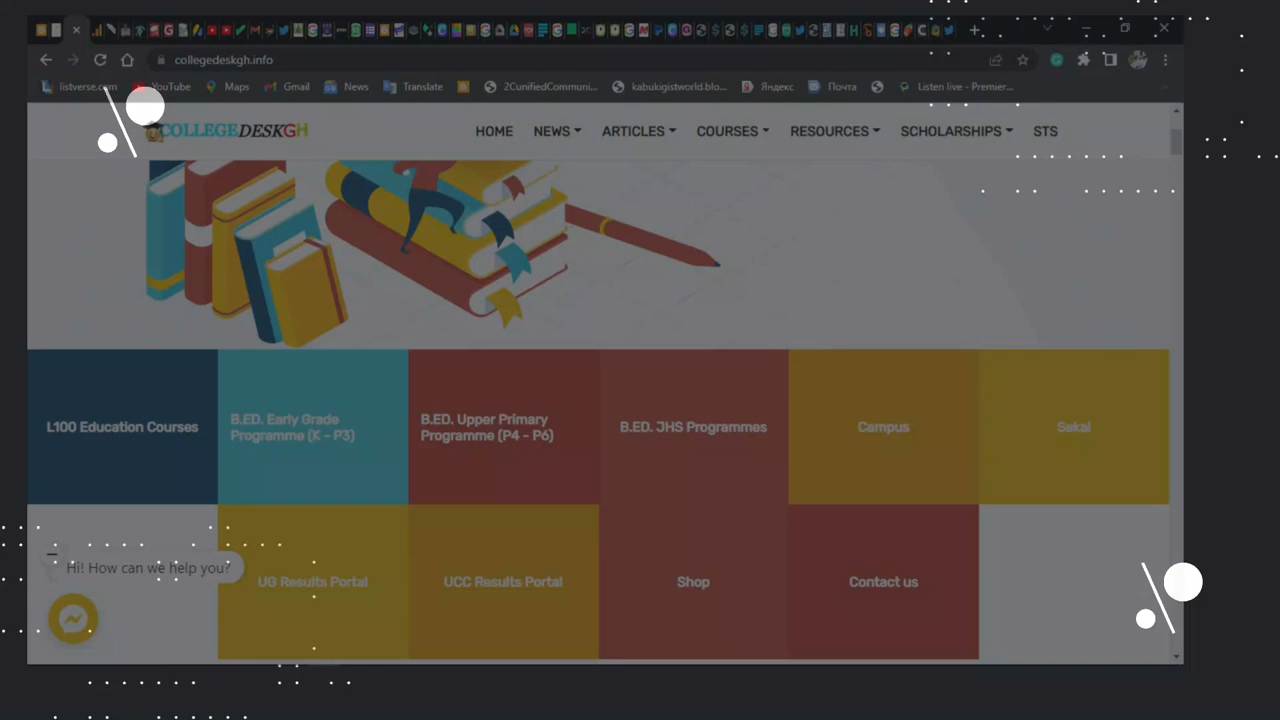 collegedeskgh.info
listverse.com YouTube Maps Gmail News Translate 2CunifiedCommuni... kabukigistworld.blo... Яндекс Почта Listen live - Premier...
COLLEGEDESKGH HOME NEWS ARTICLES COURSES RESOURCES SCHOLARSHIPS STS
L100 Education Courses
B.ED. Early Grade
Programme (K - P3)
B.ED. Upper Primary
Programme (P4 - P6)
B.ED. JHS Programmes
Campus
Sakai
Hi! How can we help you?
UG Results Portal
UCC Results Portal
Shop
Contact us